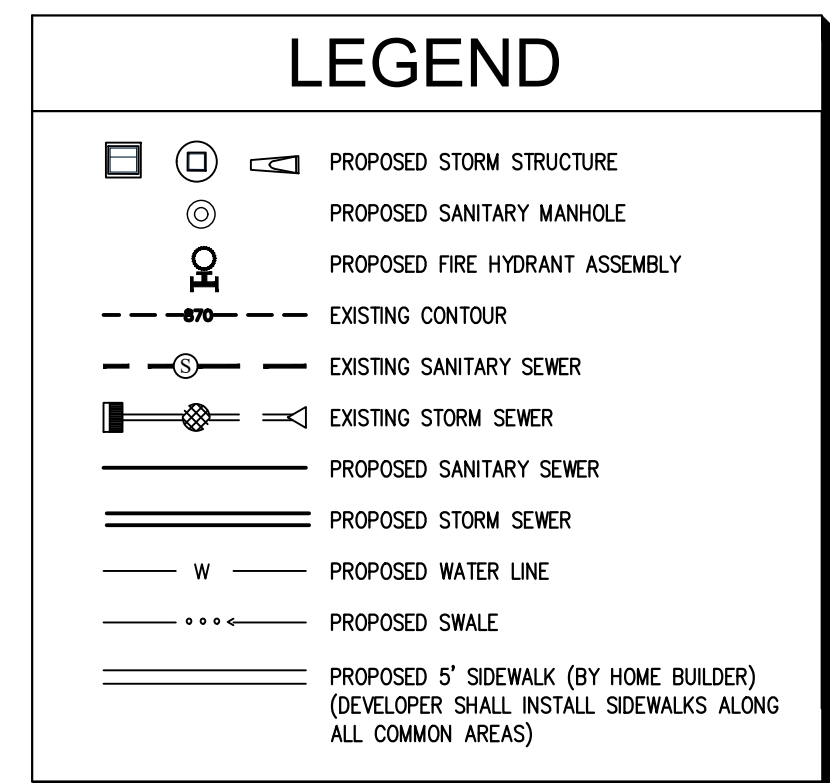 LEGEND
PROPOSED STORM STRUCTURE
PROPOSED SANITARY MANHOLE
PROPOSED FIRE HYDRANT ASSEMBLY
870 EXISTING CONTOUR
S EXISTING SANITARY SEWER
EXISTING STORM SEWER
PROPOSED SANITARY SEWER
PROPOSED STORM SEWER
W PROPOSED WATER LINE
PROPOSED SWALE
PROPOSED 5' SIDEWALK (BY HOME BUILDER)
(DEVELOPER SHALL INSTALL SIDEWALKS ALONG
ALL COMMON AREAS)